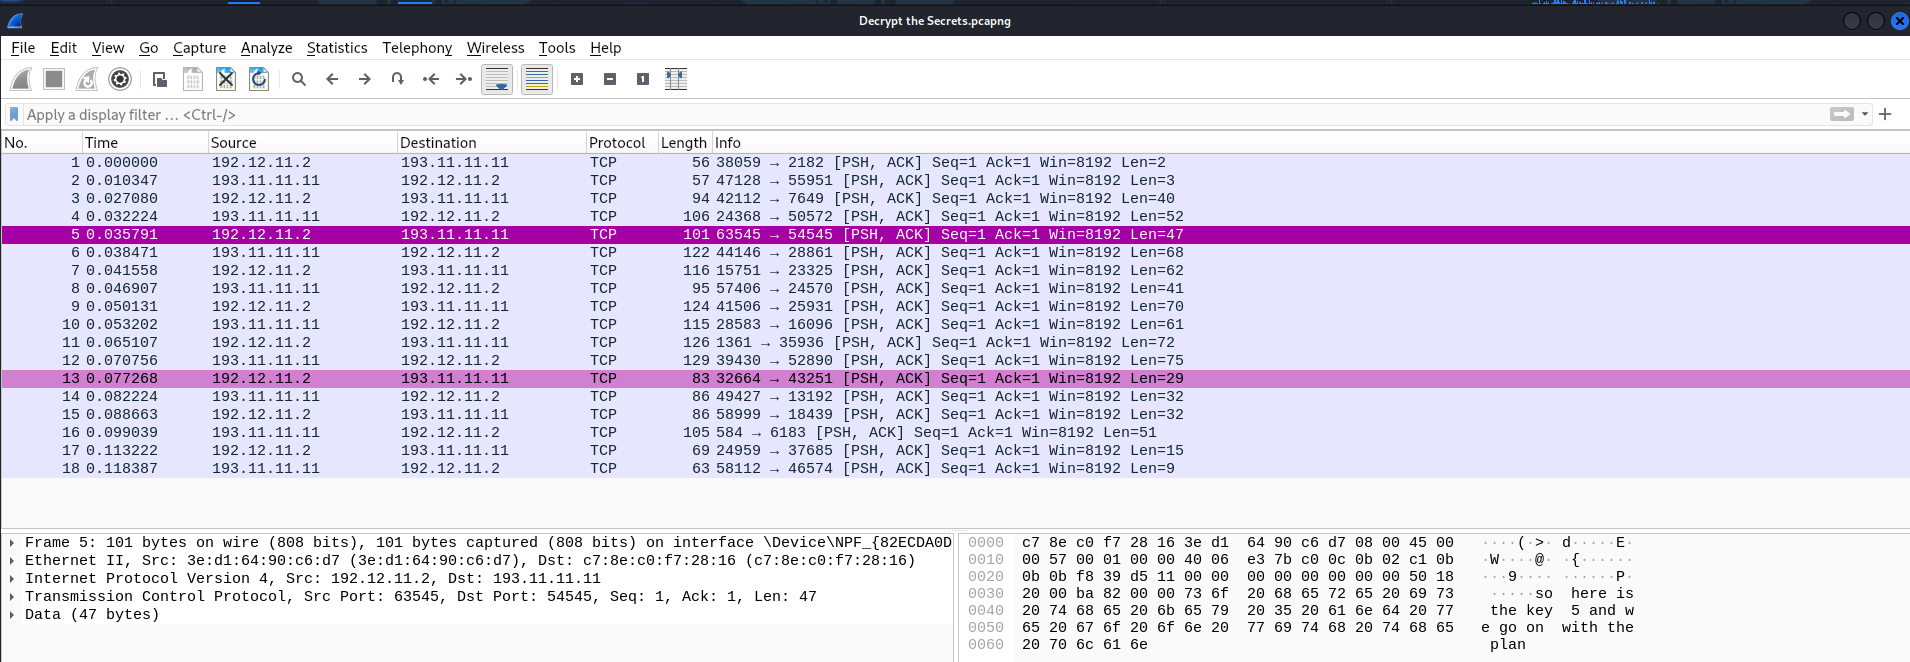 Decrypt the Secrets.pcapng
File Edit View Go Capture Analyze Statistics Telephony Wireless Tools Help
Apply a display filter … <Ctrl-/>
No. Time Source Destination Protocol Length Info
1 0.000000 192.12.11.2 193.11.11.11 TCP 56 38059 → 2182 [PSH, ACK] Seq=1 Ack=1 Win=8192 Len=2
2 0.010347 193.11.11.11 192.12.11.2 TCP 57 47128 → 55951 [PSH, ACK] Seq=1 Ack=1 Win=8192 Len=3
3 0.027080 192.12.11.2 193.11.11.11 TCP 94 42112 → 7649 [PSH, ACK] Seq=1 Ack=1 Win=8192 Len=40
4 0.032224 193.11.11.11 192.12.11.2 TCP 106 24368 → 50572 [PSH, ACK] Seq=1 Ack=1 Win=8192 Len=52
5 0.035791 192.12.11.2 193.11.11.11 TCP 101 63545 → 54545 [PSH, ACK] Seq=1 Ack=1 Win=8192 Len=47
6 0.038471 193.11.11.11 192.12.11.2 TCP 122 44146 → 28861 [PSH, ACK] Seq=1 Ack=1 Win=8192 Len=68
7 0.041558 192.12.11.2 193.11.11.11 TCP 116 15751 → 23325 [PSH, ACK] Seq=1 Ack=1 Win=8192 Len=62
8 0.046907 193.11.11.11 192.12.11.2 TCP 95 57406 → 24570 [PSH, ACK] Seq=1 Ack=1 Win=8192 Len=41
9 0.050131 192.12.11.2 193.11.11.11 TCP 124 41506 → 25931 [PSH, ACK] Seq=1 Ack=1 Win=8192 Len=70
10 0.053202 193.11.11.11 192.12.11.2 TCP 115 28583 → 16096 [PSH, ACK] Seq=1 Ack=1 Win=8192 Len=61
11 0.065107 192.12.11.2 193.11.11.11 TCP 126 1361 → 35936 [PSH, ACK] Seq=1 Ack=1 Win=8192 Len=72
12 0.070756 193.11.11.11 192.12.11.2 TCP 129 39430 → 52890 [PSH, ACK] Seq=1 Ack=1 Win=8192 Len=75
13 0.077268 192.12.11.2 193.11.11.11 TCP 83 32664 → 43251 [PSH, ACK] Seq=1 Ack=1 Win=8192 Len=29
14 0.082224 193.11.11.11 192.12.11.2 TCP 86 49427 → 13192 [PSH, ACK] Seq=1 Ack=1 Win=8192 Len=32
15 0.088663 192.12.11.2 193.11.11.11 TCP 86 58999 → 18439 [PSH, ACK] Seq=1 Ack=1 Win=8192 Len=32
16 0.099039 193.11.11.11 192.12.11.2 TCP 105 584 → 6183 [PSH, ACK] Seq=1 Ack=1 Win=8192 Len=51
17 0.113222 192.12.11.2 193.11.11.11 TCP 69 24959 → 37685 [PSH, ACK] Seq=1 Ack=1 Win=8192 Len=15
18 0.118387 193.11.11.11 192.12.11.2 TCP 63 58112 → 46574 [PSH, ACK] Seq=1 Ack=1 Win=8192 Len=9
Frame 5: 101 bytes on wire (808 bits), 101 bytes captured (808 bits) on interface \Device\NPF_{82ECDA0D
Ethernet II, Src: 3e:d1:64:90:c6:d7 (3e:d1:64:90:c6:d7), Dst: c7:8e:c0:f7:28:16 (c7:8e:c0:f7:28:16)
Internet Protocol Version 4, Src: 192.12.11.2, Dst: 193.11.11.11
Transmission Control Protocol, Src Port: 63545, Dst Port: 54545, Seq: 1, Ack: 1, Len: 47
Data (47 bytes)
0000 c7 8e c0 f7 28 16 3e d1 64 90 c6 d7 08 00 45 00 ····(·>· d·····E·
0010 00 57 00 01 00 00 40 06 e3 7b c0 0c 0b 02 c1 0b ·W····@· ·{······
0020 0b 0b f8 39 d5 11 00 00 00 00 00 00 00 00 50 18 ···9···· ······P·
0030 20 00 ba 82 00 00 73 6f 20 68 65 72 65 20 69 73 ·····so here is
0040 20 74 68 65 20 6b 65 79 20 35 20 61 6e 64 20 77 the key 5 and w
0050 65 20 67 6f 20 6f 6e 20 77 69 74 68 20 74 68 65 e go on with the
0060 20 70 6c 61 6e plan